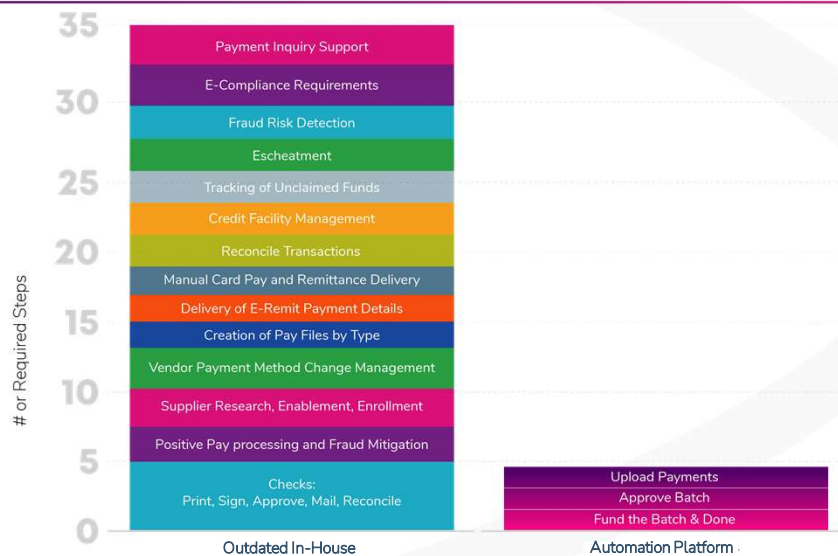 35
Payment Inquiry Support
E-Compliance Requirements
30
Fraud Risk Detection
Escheatment
25
Tracking of Unclaimed Funds
Credit Facility Management
20
Reconcile Transactions
Manual Card Pay and Remittance Delivery
Delivery of E-Remit Payment Details
15
Creation of Pay Files by Type
Vendor Payment Method Change Management
10
Supplier Research, Enablement, Enrollment
Positive Pay processing and Fraud Mitigation
5
Checks:
Print, Sign, Approve, Mail, Reconcile
0
# or Required Steps
Upload Payments
Approve Batch
Fund the Batch & Done
Outdated In-House
Automation Platform